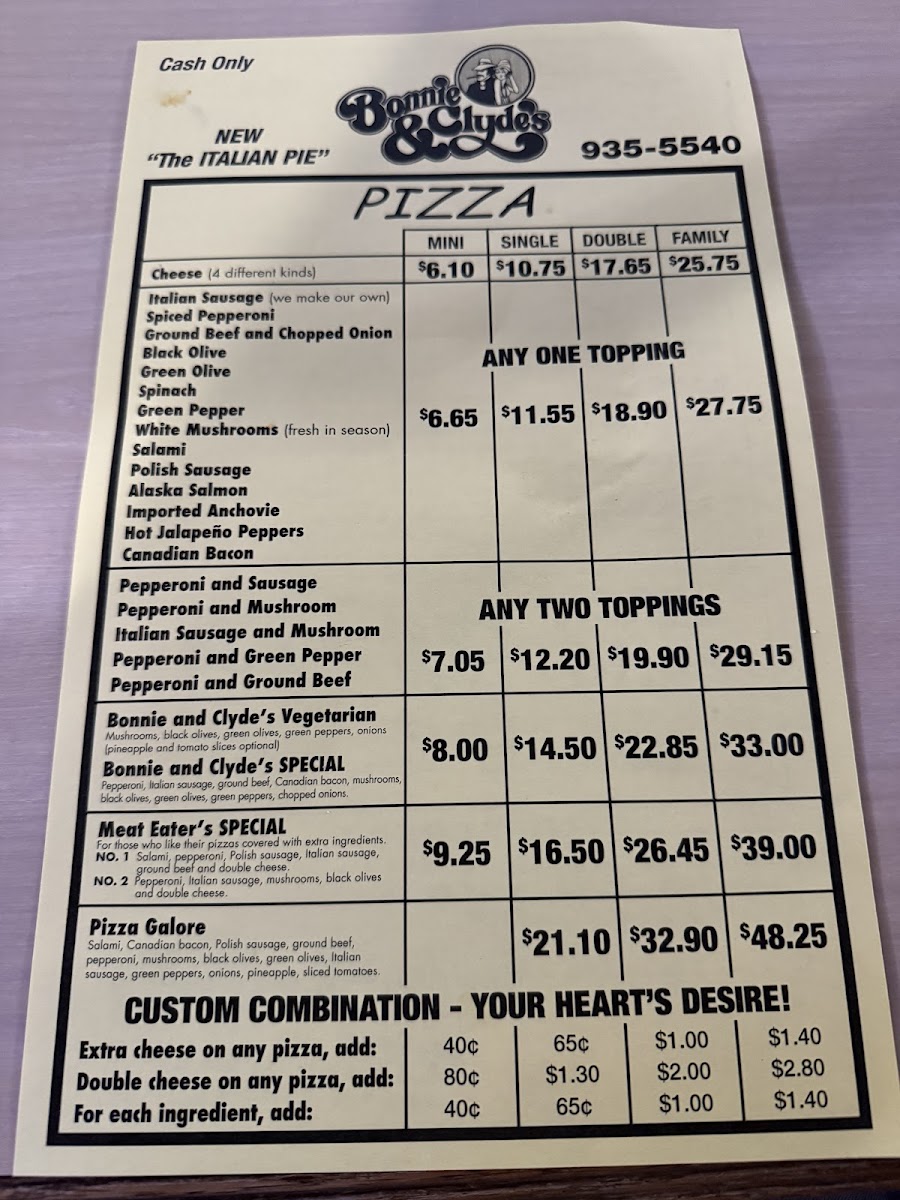 Cash Only
Bonnie
& Clyde's
NEW
"The ITALIAN PIE"
935-5540
PIZZA
MINI SINGLE DOUBLE FAMILY
Cheese (4 different kinds) $6.10 $10.75 $17.65 $25.75
Italian Sausage (we make our own)
Spiced Pepperoni
Ground Beef and Chopped Onion
Black Olive
Green Olive
Spinach
Green Pepper
White Mushrooms (fresh in season)
Salami
Polish Sausage
Alaska Salmon
Imported Anchovie
Hot Jalapeño Peppers
Canadian Bacon
ANY ONE TOPPING
$6.65 $11.55 $18.90 $27.75
Pepperoni and Sausage
Pepperoni and Mushroom
Italian Sausage and Mushroom
Pepperoni and Green Pepper
Pepperoni and Ground Beef
ANY TWO TOPPINGS
$7.05 $12.20 $19.90 $29.15
Bonnie and Clyde's Vegetarian
Mushrooms, black olives, green olives, green peppers, onions
(pineapple and tomato slices optional)
Bonnie and Clyde's SPECIAL
Pepperoni, Italian sausage, ground beef, Canadian bacon, mushrooms,
black olives, green olives, green peppers, chopped onions.
$8.00 $14.50 $22.85 $33.00
Meat Eater's SPECIAL
For those who like their pizzas covered with extra ingredients.
NO. 1 Salami, pepperoni, Polish sausage, Italian sausage,
ground beef and double cheese.
NO. 2 Pepperoni, Italian sausage, mushrooms, black olives
and double cheese.
$9.25 $16.50 $26.45 $39.00
Pizza Galore
Salami, Canadian bacon, Polish sausage, ground beef,
pepperoni, mushrooms, black olives, green olives, Italian
sausage, green peppers, onions, pineapple, sliced tomatoes.
$21.10 $32.90 $48.25
CUSTOM COMBINATION - YOUR HEART'S DESIRE!
Extra cheese on any pizza, add: 40¢ 65¢ $1.00 $1.40
Double cheese on any pizza, add: 80¢ $1.30 $2.00 $2.80
For each ingredient, add: 40¢ 65¢ $1.00 $1.40